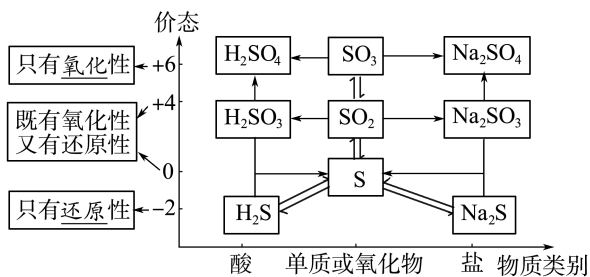 价态
只有氧化性
+6
H₂SO₄
SO₃
Na₂SO₄
既有氧化性
又有还原性
+4
H₂SO₃
SO₂
Na₂SO₃
0
S
只有还原性
−2
H₂S
Na₂S
酸
单质或氧化物
盐
物质类别